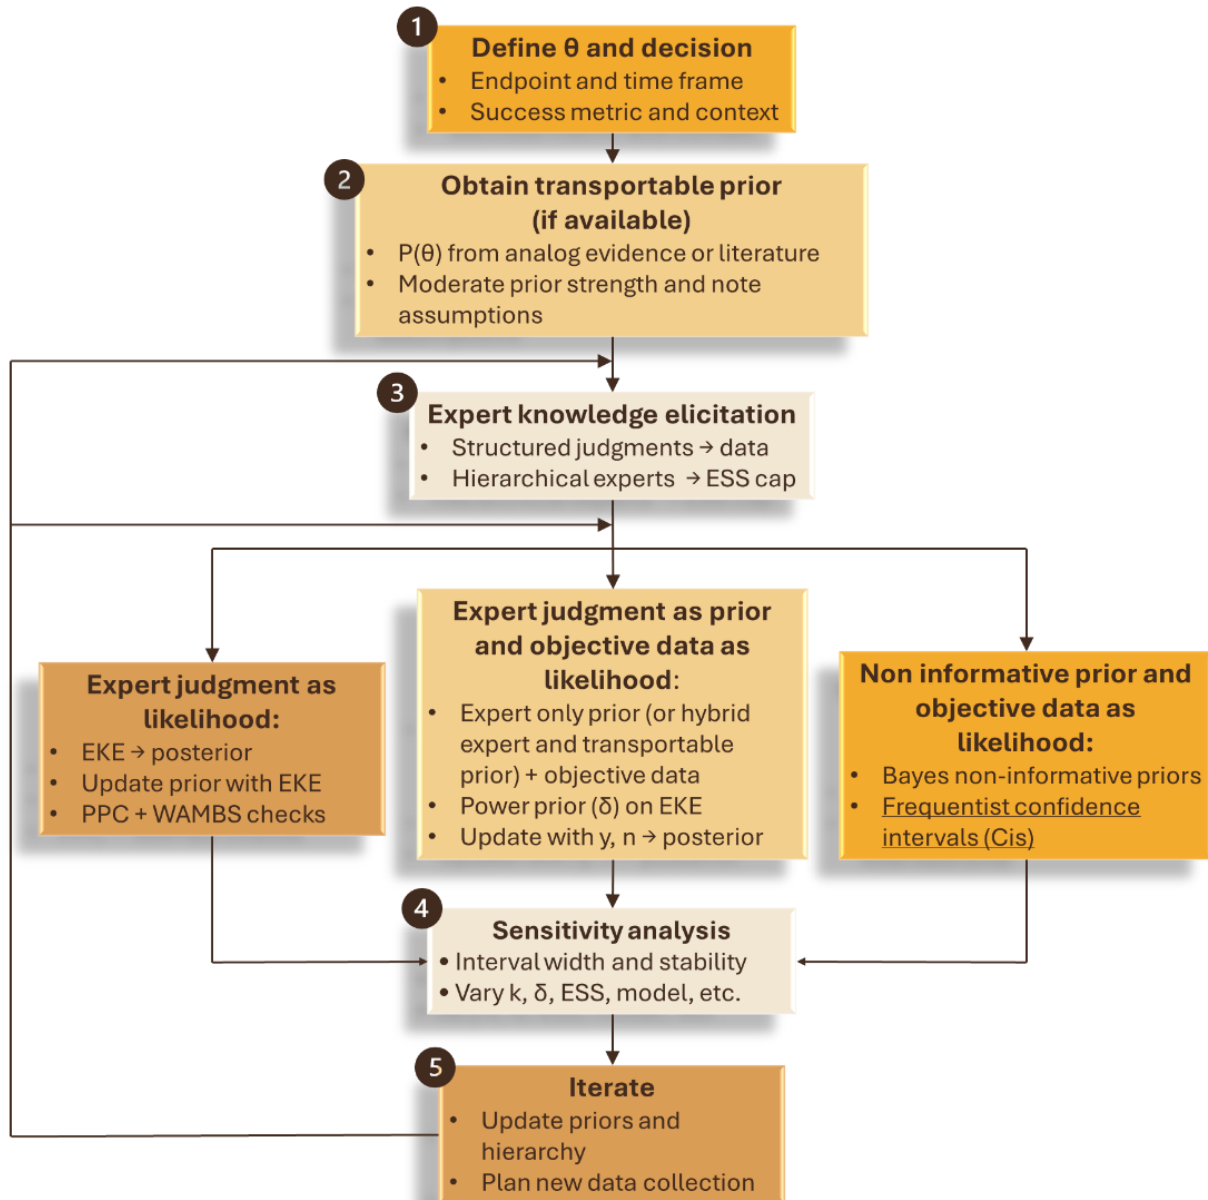 1
Define θ and decision
• Endpoint and time frame
• Success metric and context
2
Obtain transportable prior
(if available)
• P(θ) from analog evidence or literature
• Moderate prior strength and note
assumptions
3
Expert knowledge elicitation
• Structured judgments → data
• Hierarchical experts → ESS cap
Expert judgment as
likelihood:
• EKE → posterior
• Update prior with EKE
• PPC + WAMBS checks
Expert judgment as prior
and objective data as
likelihood:
• Expert only prior (or hybrid
expert and transportable
prior) + objective data
• Power prior (δ) on EKE
• Update with y, n → posterior
Non informative prior and
objective data as
likelihood:
• Bayes non-informative priors
• Frequentist confidence
intervals (Cis)
4
Sensitivity analysis
• Interval width and stability
• Vary k, δ, ESS, model, etc.
5
Iterate
• Update priors and
hierarchy
• Plan new data collection